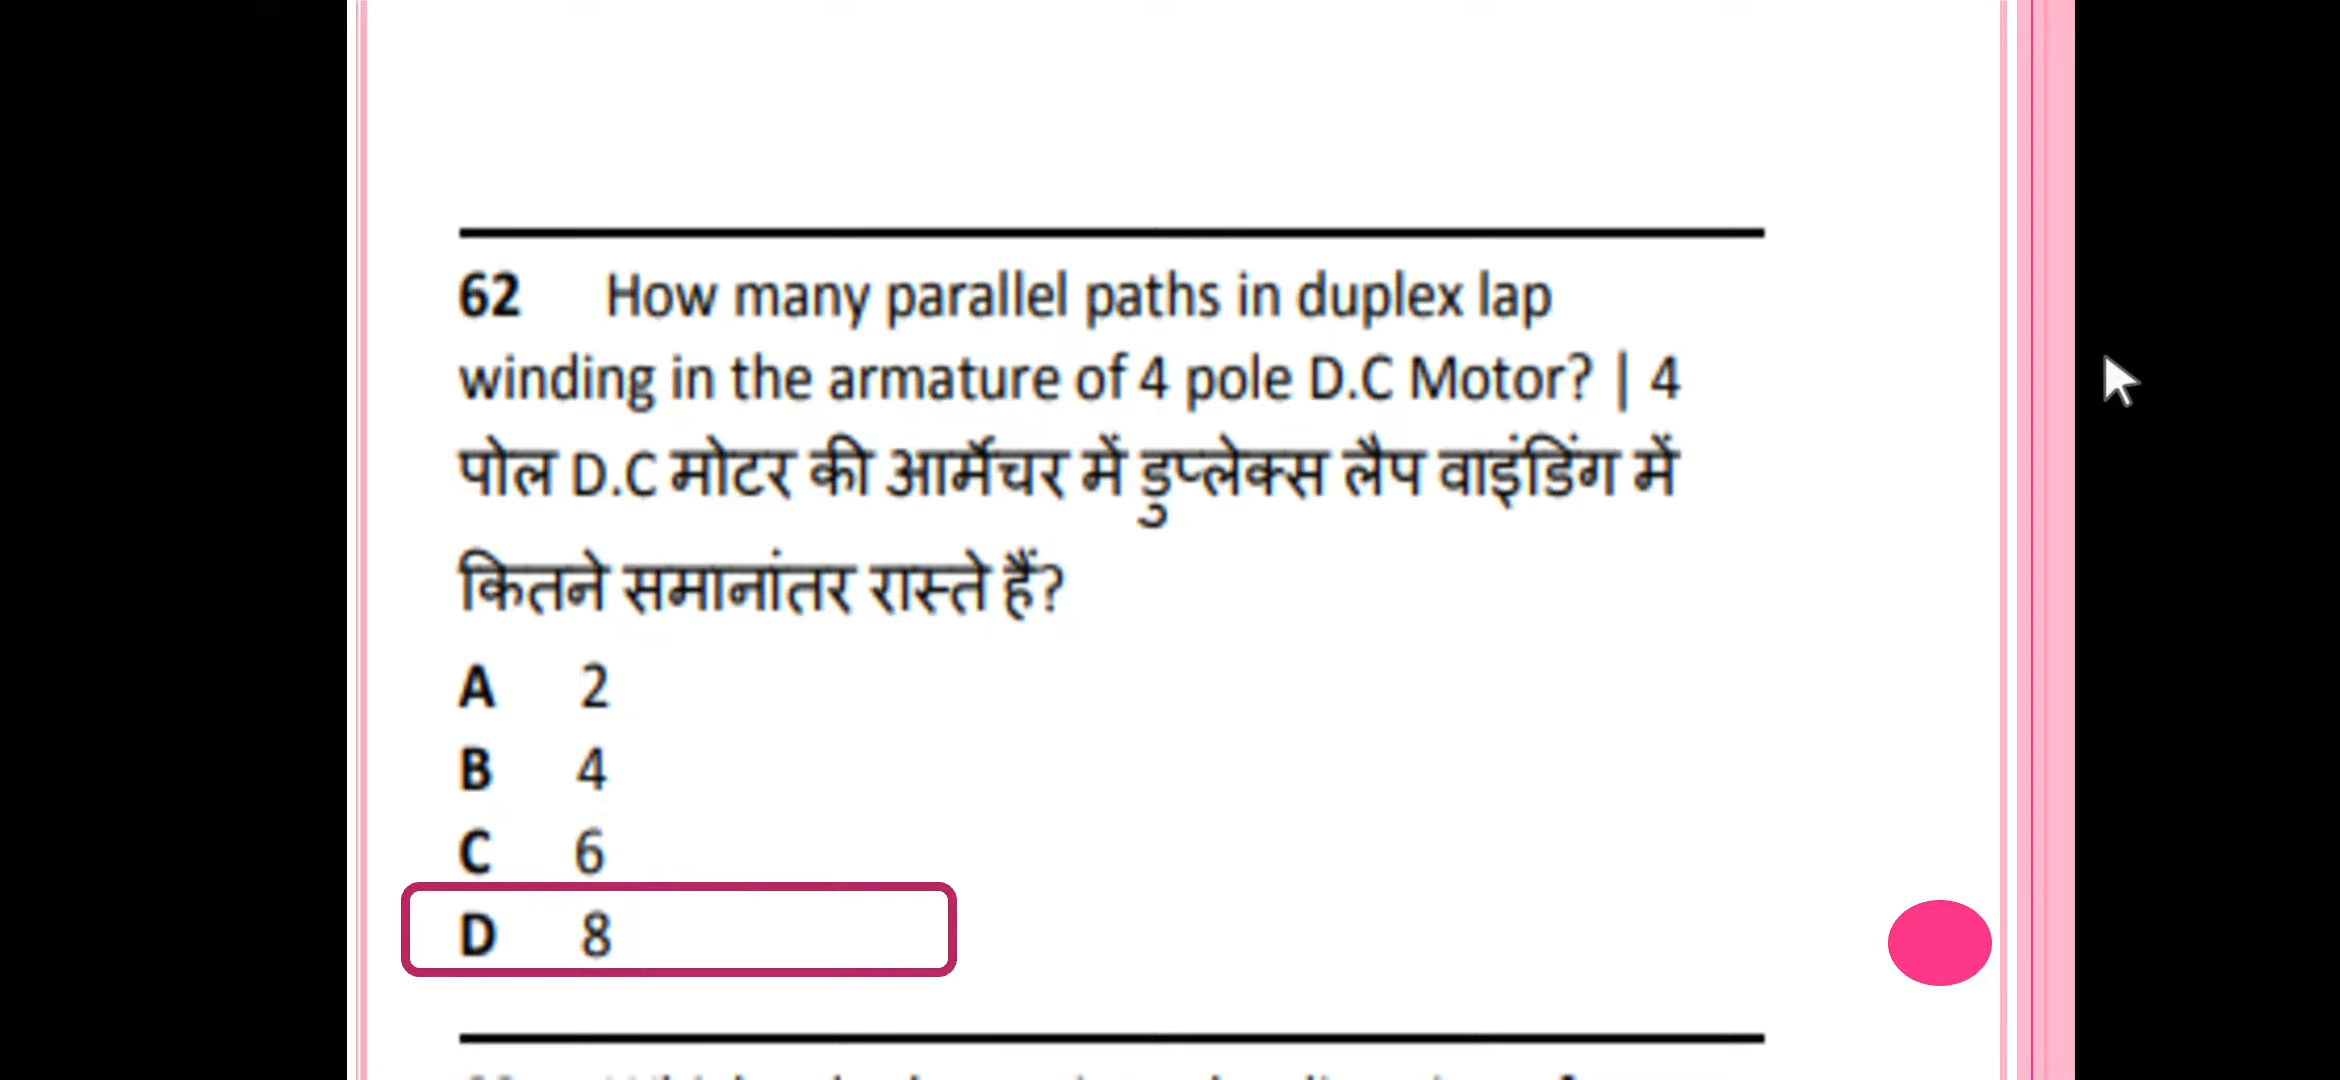 62 How many parallel paths in duplex lap
winding in the armature of 4 pole D.C Motor? | 4
पोल D.C मोटर की आर्मेचर में डुप्लेक्स लैप वाइंडिंग में
कितने समानांतर रास्ते हैं?
A 2
B 4
C 6
D 8